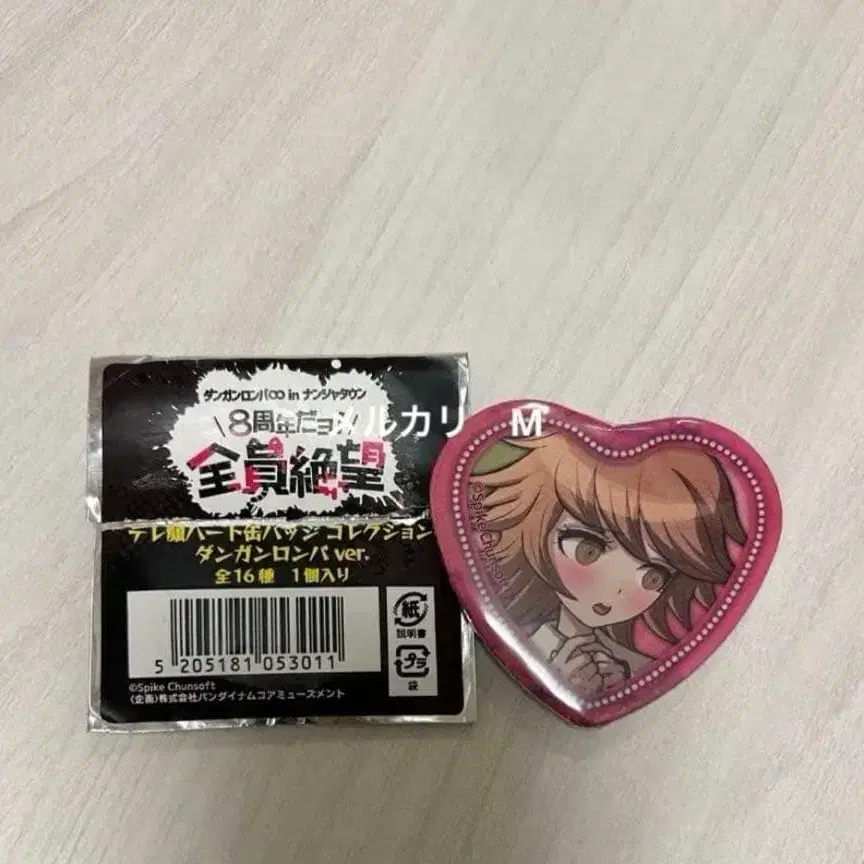 ダンガンロンパ∞ in ナンジャタウン
\8周年だョ
全員絶望
メルカリ M
デレ顔ハート缶バッジコレクション
ダンガンロンパ ver.
全16種 1個入り
紙
説明書
プラ
袋
5 205181 053011
©Spike Chunsoft
〈企画〉株式会社バンダイナムコアミューズメント
©Spike Chunsoft